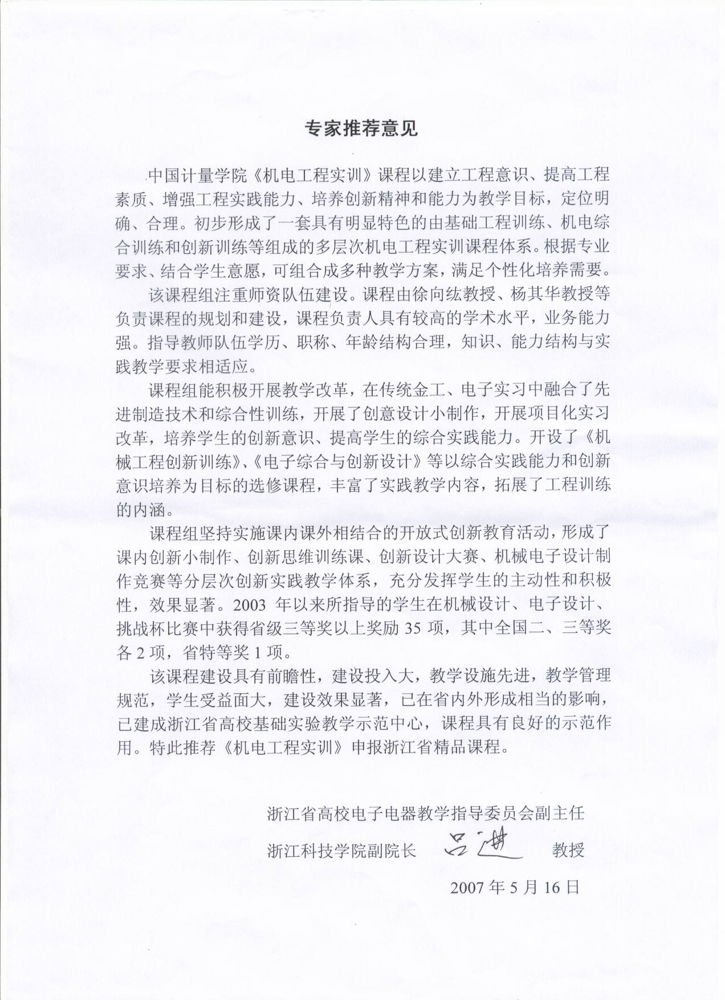 专家推荐意见
中国计量学院《机电工程实训》课程以建立工程意识、提高工程
素质、增强工程实践能力、培养创新精神和能力为教学目标，定位明
确、合理。初步形成了一套具有明显特色的由基础工程训练、机电综
合训练和创新训练等组成的多层次机电工程实训课程体系。根据专业
要求、结合学生意愿，可组合成多种教学方案，满足个性化培养需要。
该课程组注重师资队伍建设。课程由徐向纮教授、杨其华教授等
负责课程的规划和建设，课程负责人具有较高的学术水平，业务能力
强。指导教师队伍学历、职称、年龄结构合理，知识、能力结构与实
践教学要求相适应。
课程组能积极开展教学改革，在传统金工、电子实习中融合了先
进制造技术和综合性训练，开展了创意设计小制作，开展项目化实习
改革，培养学生的创新意识、提高学生的综合实践能力。开设了《机
械工程创新训练》、《电子综合与创新设计》等以综合实践能力和创新
意识培养为目标的选修课程，丰富了实践教学内容，拓展了工程训练
的内涵。
课程组坚持实施课内课外相结合的开放式创新教育活动，形成了
课内创新小制作、创新思维训练课、创新设计大赛、机械电子设计制
作竞赛等分层次创新实践教学体系，充分发挥学生的主动性和积极
性，效果显著。2003 年以来所指导的学生在机械设计、电子设计、
挑战杯比赛中获得省级三等奖以上奖励 35 项，其中全国二、三等奖
各 2 项，省特等奖 1 项。
该课程建设具有前瞻性，建设投入大，教学设施先进，教学管理
规范，学生受益面大，建设效果显著，已在省内外形成相当的影响，
已建成浙江省高校基础实验教学示范中心，课程具有良好的示范作
用。特此推荐《机电工程实训》申报浙江省精品课程。
浙江省高校电子电器教学指导委员会副主任
浙江科技学院副院长 吕进 教授
2007 年 5 月 16 日